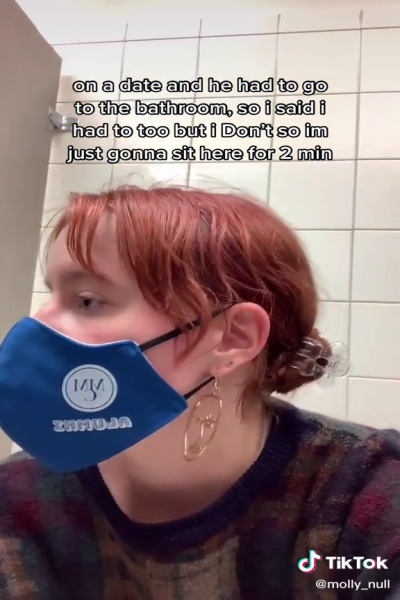 on a date and he had to go
to the bathroom, so i said i
had to too but i Don't so im
just gonna sit here for 2 min
MMC
ALUMNI
TikTok
@molly_null